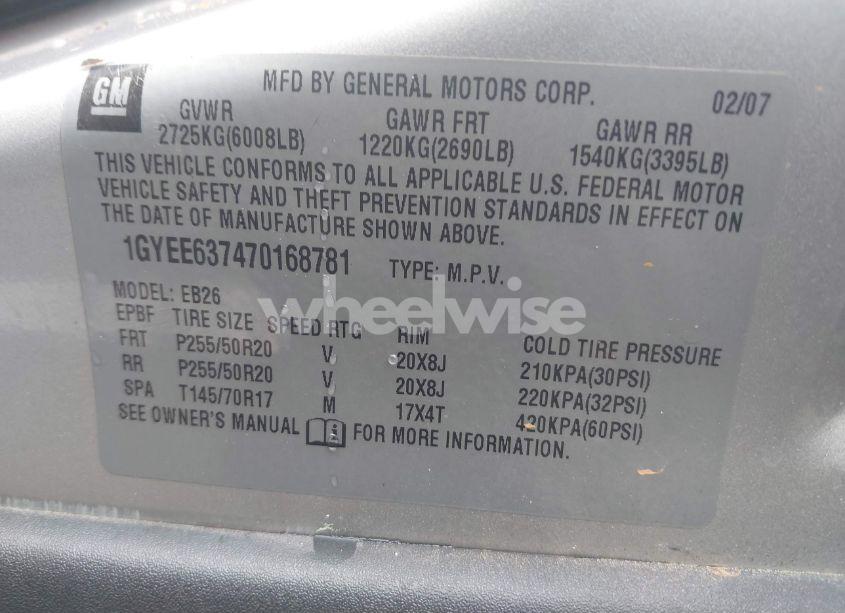 GM
MFD BY GENERAL MOTORS CORP. 02/07
GVWR GAWR FRT GAWR RR
2725KG(6008LB) 1220KG(2690LB) 1540KG(3395LB)
THIS VEHICLE CONFORMS TO ALL APPLICABLE U.S. FEDERAL MOTOR
VEHICLE SAFETY AND THEFT PREVENTION STANDARDS IN EFFECT ON
THE DATE OF MANUFACTURE SHOWN ABOVE.
1GYEE637470168781 TYPE: M.P.V.
MODEL: EB26
EPBF TIRE SIZE SPEED RTG RIM COLD TIRE PRESSURE
FRT P255/50R20 V 20X8J 210KPA(30PSI)
RR P255/50R20 V 20X8J 220KPA(32PSI)
SPA T145/70R17 M 17X4T 420KPA(60PSI)
SEE OWNER'S MANUAL i FOR MORE INFORMATION.
wheelwise